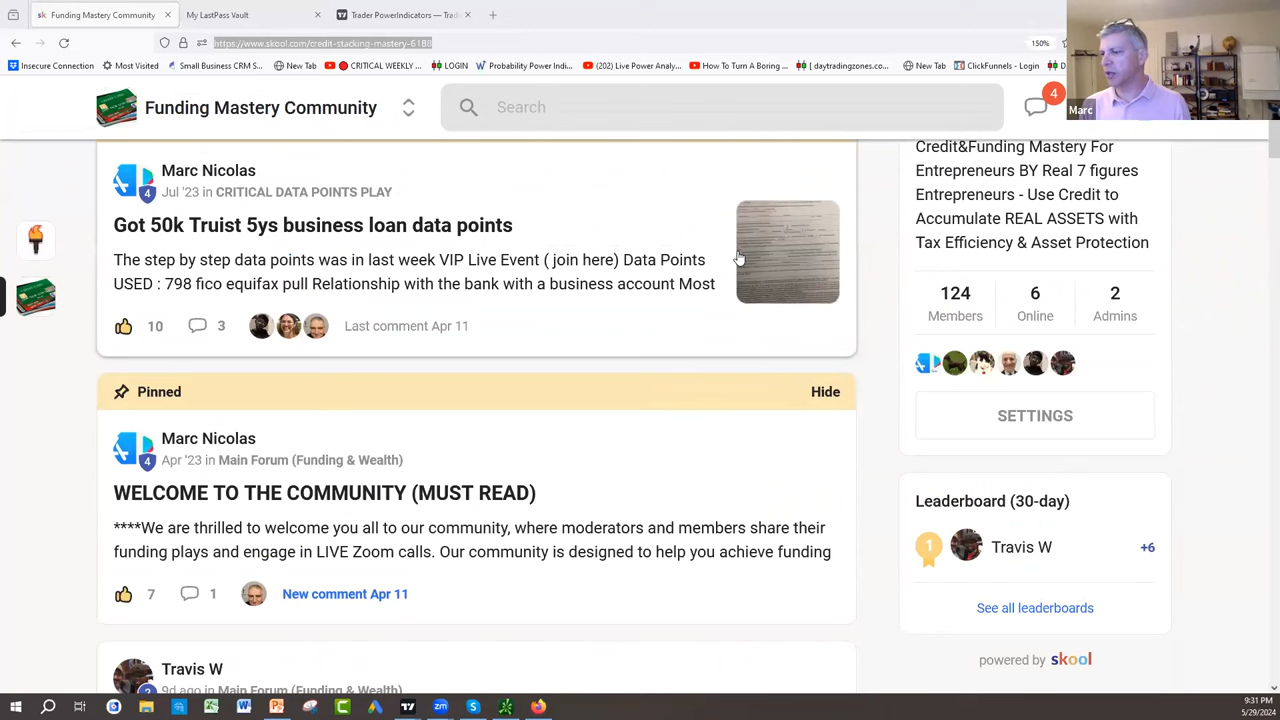 Funding Mastery Community
My LastPass Vault
Trader PowerIndicators — Tradc
https://www.skool.com/credit-stacking-mastery-6188
150%
Insecure Connection
Most Visited
Small Business CRM S...
New Tab
CRITICAL WEEKLY ...
LOGIN
Probability Power Indi...
(202) Live Power Analy...
How To Turn A Boring ...
[ daytradingzones.co...
New Tab
ClickFunnels - Login
Funding Mastery Community
Search
4
Marc
Marc Nicolas
4
Jul '23 in CRITICAL DATA POINTS PLAY
Got 50k Truist 5ys business loan data points
The step by step data points was in last week VIP Live Event ( join here) Data Points
USED : 798 fico equifax pull Relationship with the bank with a business account Most
10
3
Last comment Apr 11
Pinned
Hide
Marc Nicolas
4
Apr '23 in Main Forum (Funding & Wealth)
WELCOME TO THE COMMUNITY (MUST READ)
****We are thrilled to welcome you all to our community, where moderators and members share their
funding plays and engage in LIVE Zoom calls. Our community is designed to help you achieve funding
7
1
New comment Apr 11
Travis W
9d ago in Main Forum (Funding & Wealth)
Credit&Funding Mastery For
Entrepreneurs BY Real 7 figures
Entrepreneurs - Use Credit to
Accumulate REAL ASSETS with
Tax Efficiency & Asset Protection
124 6 2
Members Online Admins
SETTINGS
Leaderboard (30-day)
1
Travis W
+6
See all leaderboards
powered by skool
9:31 PM
5/29/2024